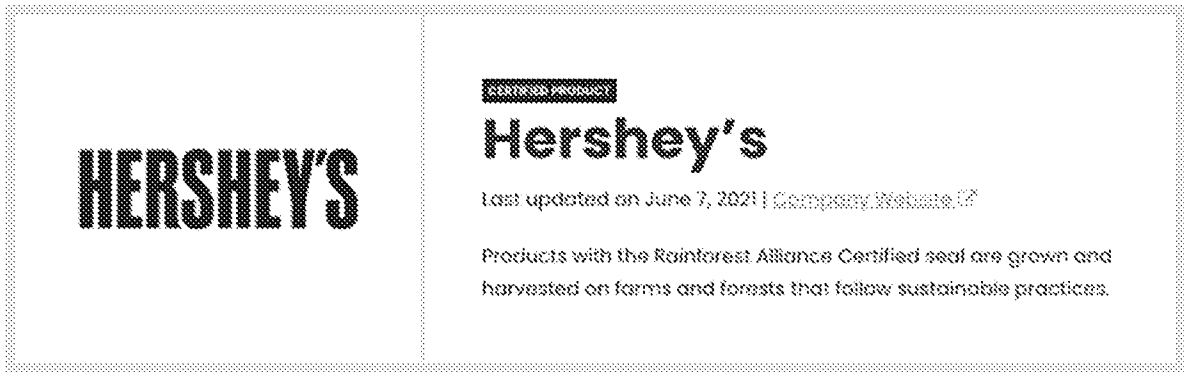 HERSHEY'S
CERTIFIED PRODUCT
Hershey's
Last updated on June 7, 2021 | Company Website
Products with the Rainforest Alliance Certified seal are grown and
harvested on farms and forests that follow sustainable practices.